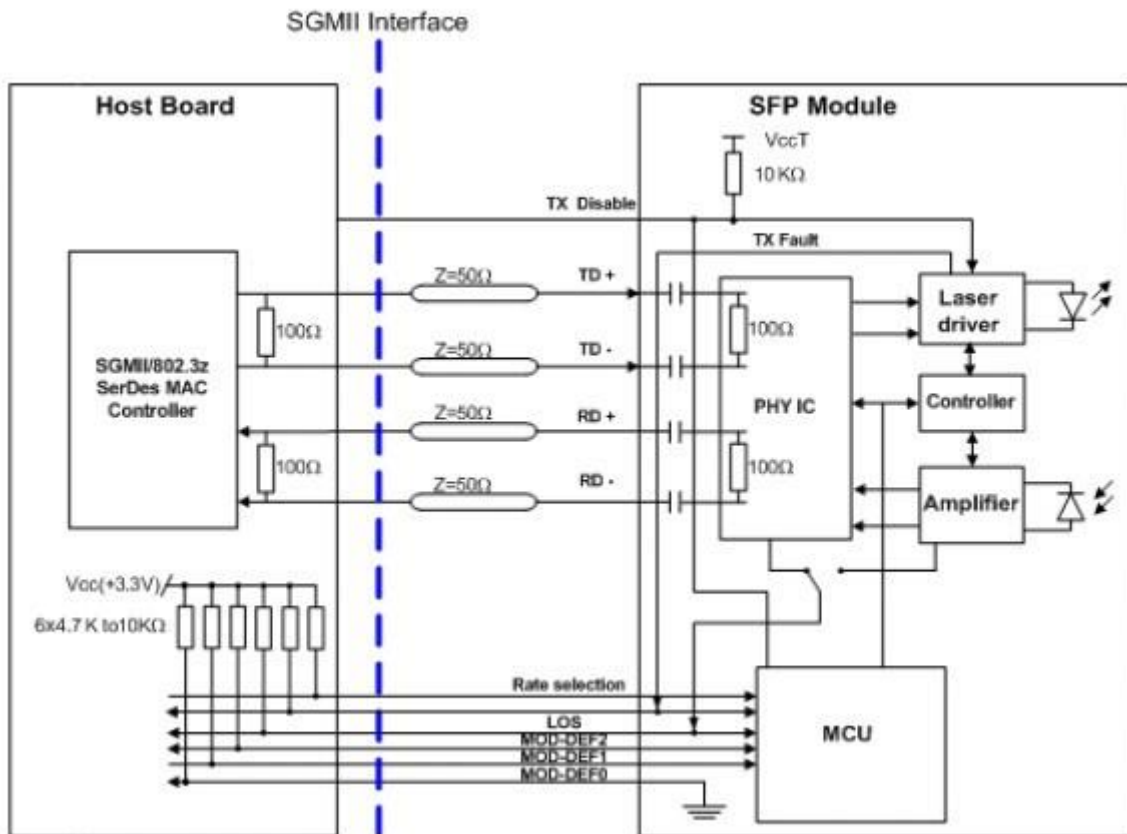 SGMII Interface
Host Board
SFP Module
VccT
10 KΩ
TX Disable
TX Fault
Z=50Ω
TD +
Laser
driver
100Ω
100Ω
Z=50Ω
TD -
SGMII/802.3z
SerDes MAC
Controller
PHY IC
Controller
Z=50Ω
RD +
100Ω
100Ω
Z=50Ω
RD -
Amplifier
Vcc(+3.3V)
6x4.7 K to10KΩ
Rate selection
LOS
MOD-DEF2
MOD-DEF1
MOD-DEF0
MCU